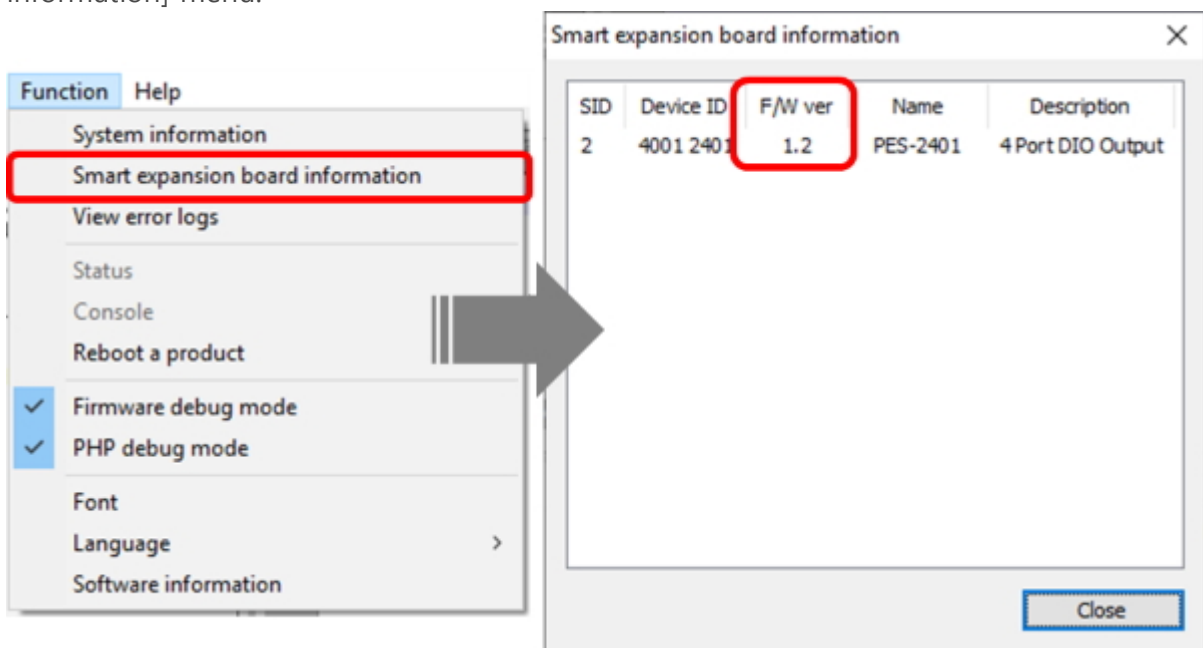 information] menu.
Function Help
System information
Smart expansion board information
View error logs
Status
Console
Reboot a product
Firmware debug mode
PHP debug mode
Font
Language
Software information
Smart expansion board information
SID Device ID F/W ver Name Description
2 4001 2401 1.2 PES-2401 4 Port DIO Output
Close